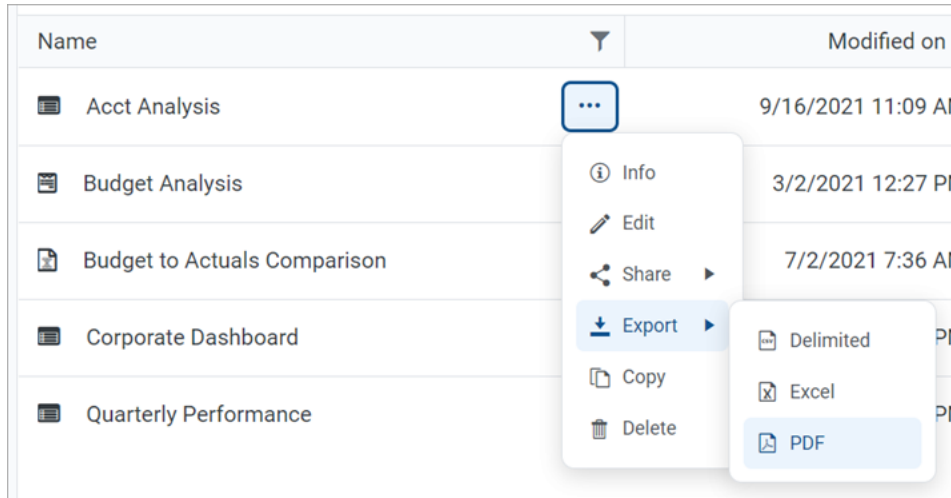 Name Modified on
Acct Analysis ••• 9/16/2021 11:09 A
Info
Budget Analysis 3/2/2021 12:27 P
Edit
Budget to Actuals Comparison 7/2/2021 7:36 A
Share
Export
Corporate Dashboard P
Delimited
Copy
Excel
Quarterly Performance P
Delete
PDF